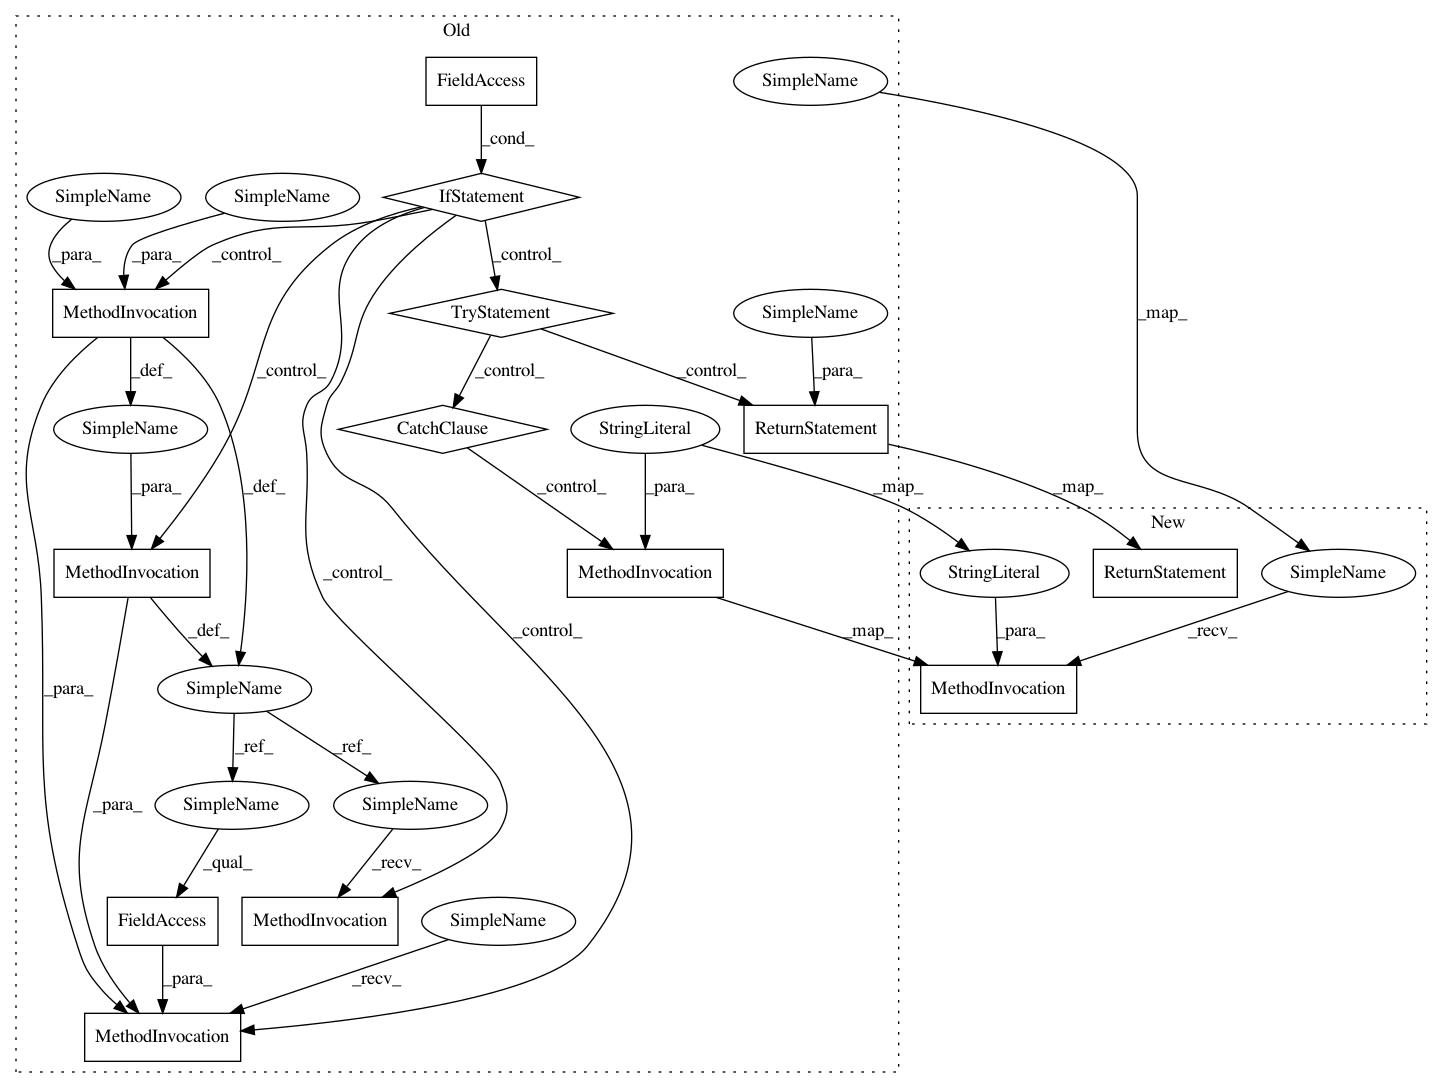 Old
FieldAccess
SimpleName
_cond_
SimpleName
SimpleName
IfStatement
_para_
_para_
_control_
_control_
MethodInvocation
TryStatement
SimpleName
_map_
_def_
_control_
_control_
_control_
_para_
SimpleName
CatchClause
StringLiteral
ReturnStatement
_para_
_def_
_control_
_para_
_map_
_map_
New
MethodInvocation
_control_
MethodInvocation
StringLiteral
ReturnStatement
SimpleName
_def_
_control_
_map_
_para_
_recv_
_para_
SimpleName
MethodInvocation
_ref_
_ref_
_para_
SimpleName
SimpleName
_qual_
_recv_
FieldAccess
MethodInvocation
SimpleName
_para_
_recv_
MethodInvocation